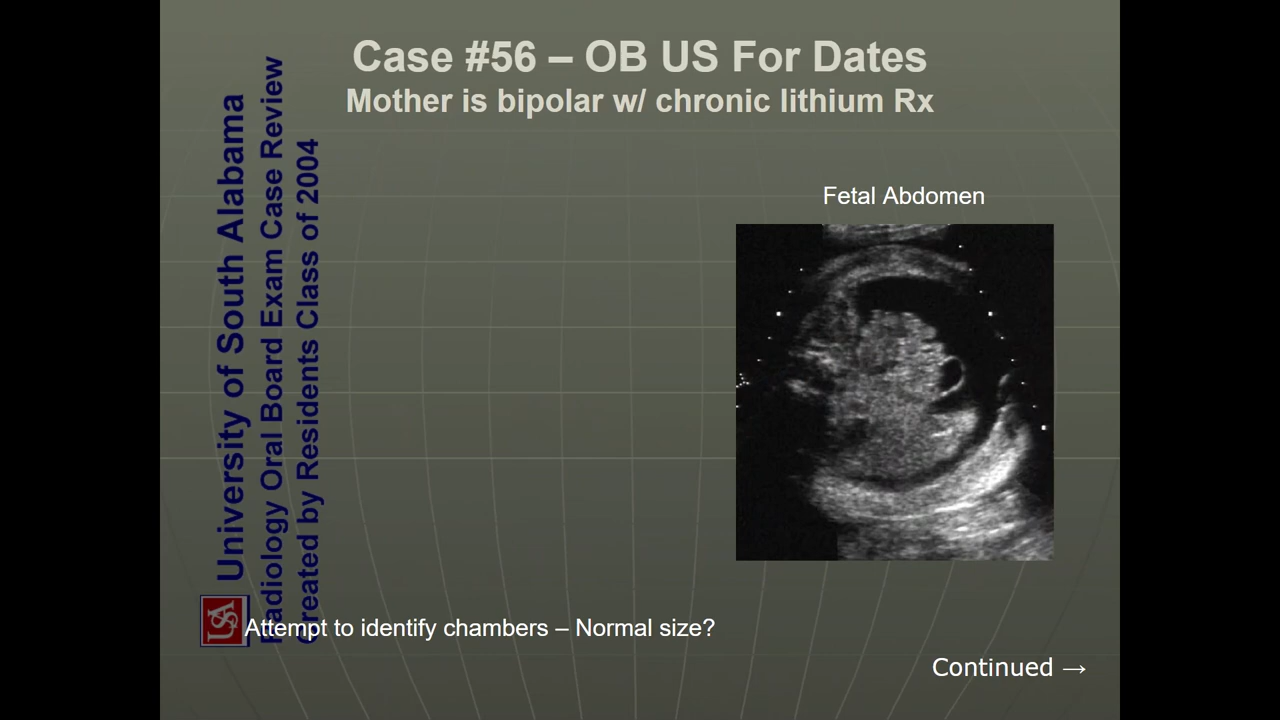 Case #56 – OB US For Dates
Mother is bipolar w/ chronic lithium Rx
University of South Alabama
Radiology Oral Board Exam Case Review
Created by Residents Class of 2004
Fetal Abdomen
USA
Attempt to identify chambers – Normal size?
Continued →